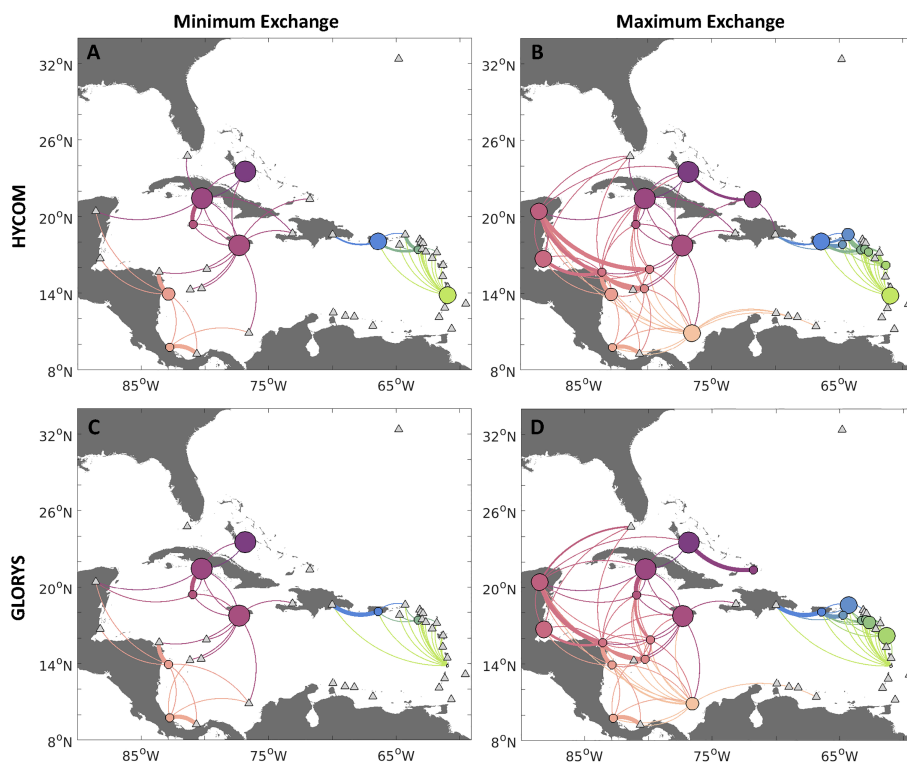 Minimum Exchange Maximum Exchange
A B
32°N 32°N
26°N 26°N
HYCOM
20°N 20°N
14°N 14°N
8°N 8°N
85°W 75°W 65°W 85°W 75°W 65°W
C D
32°N 32°N
26°N 26°N
GLORYS
20°N 20°N
14°N 14°N
8°N 8°N
85°W 75°W 65°W 85°W 75°W 65°W